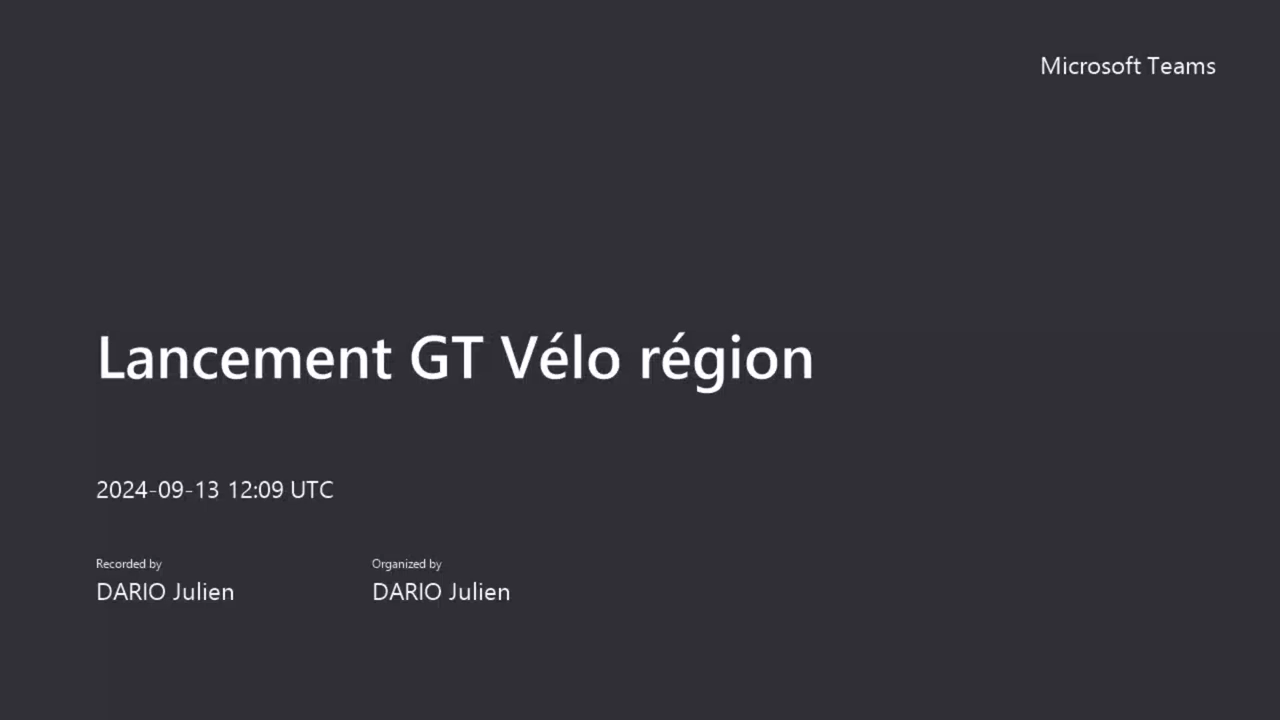 Microsoft Teams
Lancement GT Vélo région
2024-09-13 12:09 UTC
Recorded by
DARIO Julien
Organized by
DARIO Julien